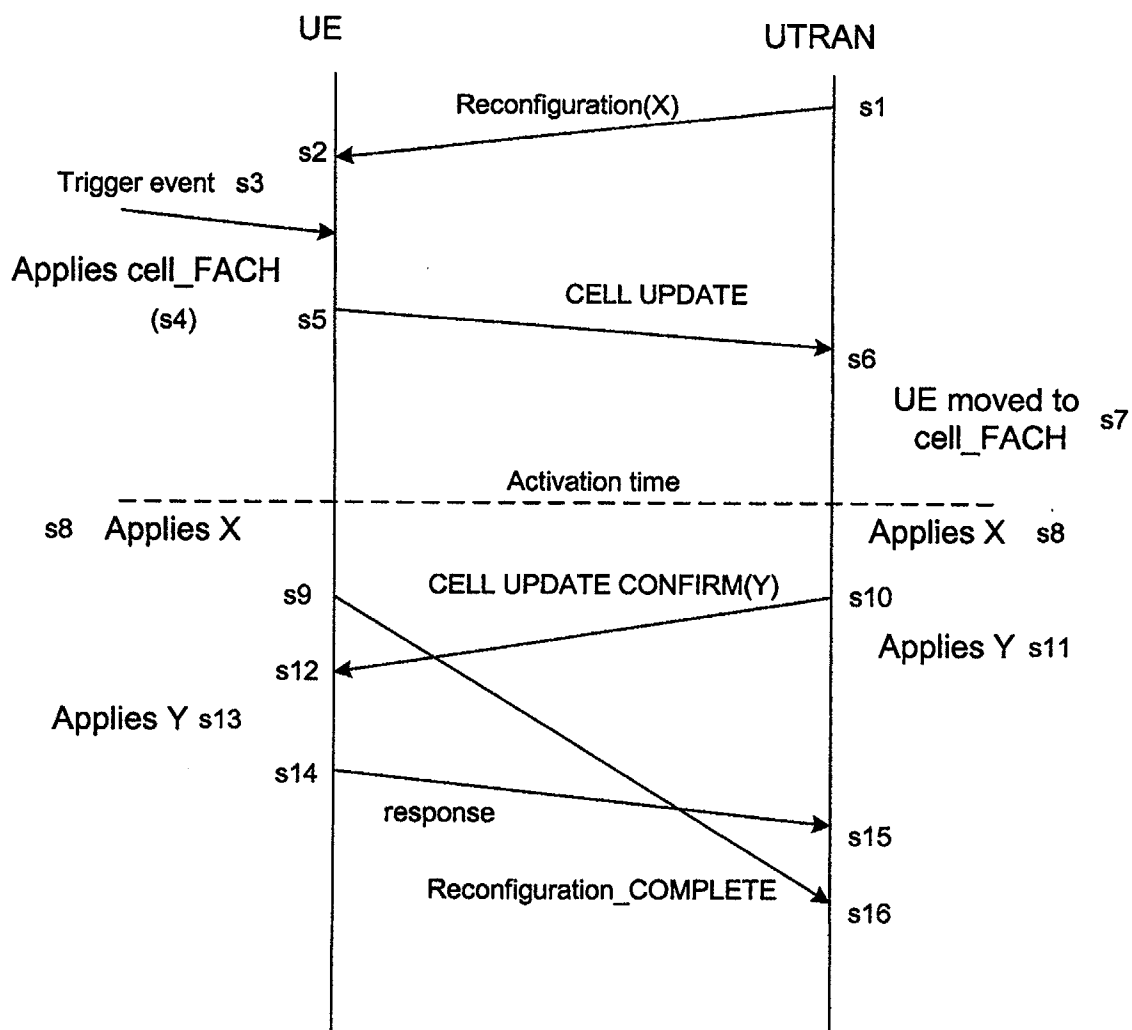 UE
UTRAN
Reconfiguration(X)
s1
s2
Trigger event s3
Applies cell_FACH
(s4)
s5
CELL UPDATE
s6
UE moved to
cell_FACH
s7
Activation time
s8 Applies X
Applies X s8
s9
CELL UPDATE CONFIRM(Y)
s10
Applies Y s11
s12
Applies Y s13
s14
response
s15
Reconfiguration_COMPLETE
s16